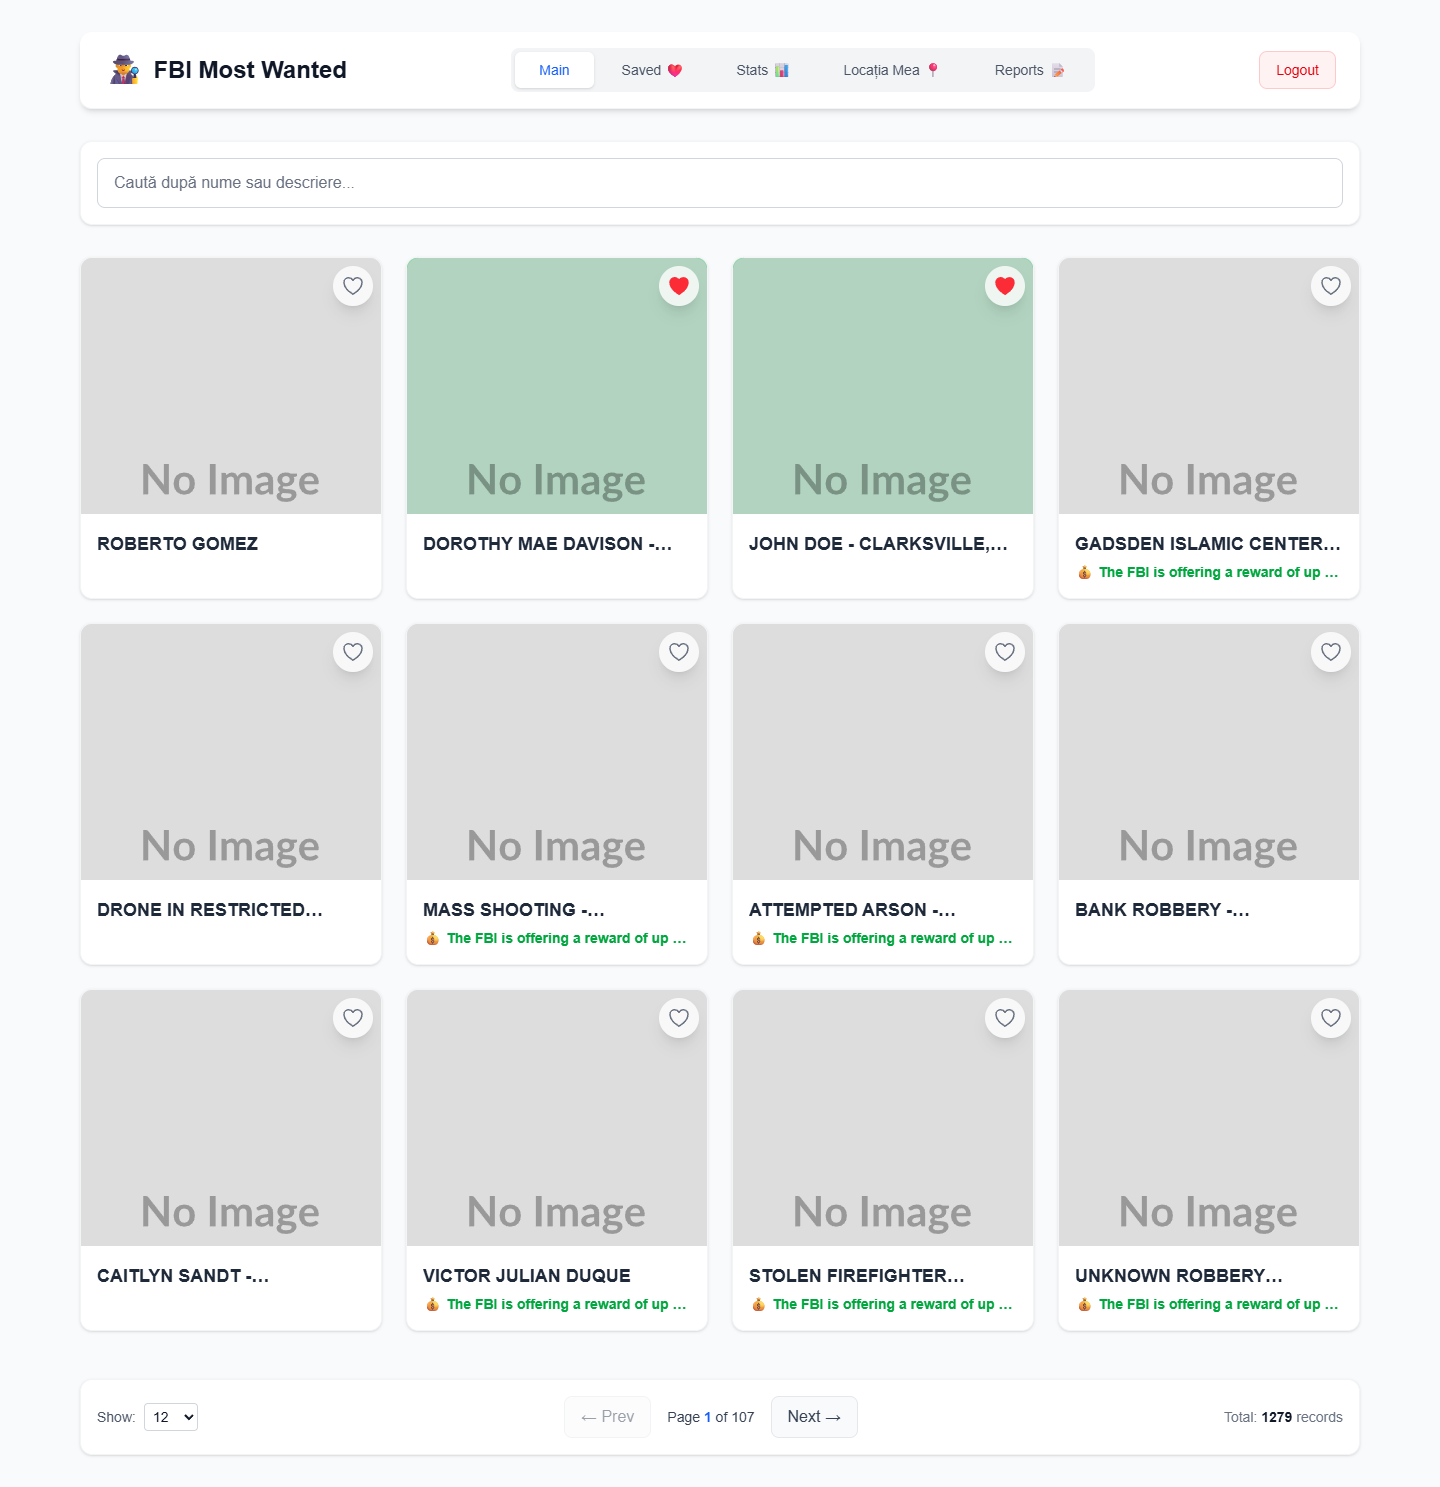 FBI Most Wanted
Main
Saved
Stats
Locația Mea
Reports
Logout
Caută după nume sau descriere...
No Image
No Image
No Image
No Image
ROBERTO GOMEZ
DOROTHY MAE DAVISON -...
JOHN DOE - CLARKSVILLE,...
GADSDEN ISLAMIC CENTER...
The FBI is offering a reward of up ...
No Image
No Image
No Image
No Image
DRONE IN RESTRICTED...
MASS SHOOTING -...
The FBI is offering a reward of up ...
ATTEMPTED ARSON -...
The FBI is offering a reward of up ...
BANK ROBBERY -...
No Image
No Image
No Image
No Image
CAITLYN SANDT -...
VICTOR JULIAN DUQUE
The FBI is offering a reward of up ...
STOLEN FIREFIGHTER...
The FBI is offering a reward of up ...
UNKNOWN ROBBERY...
The FBI is offering a reward of up ...
Show: 12
← Prev
Page 1 of 107
Next →
Total: 1279 records